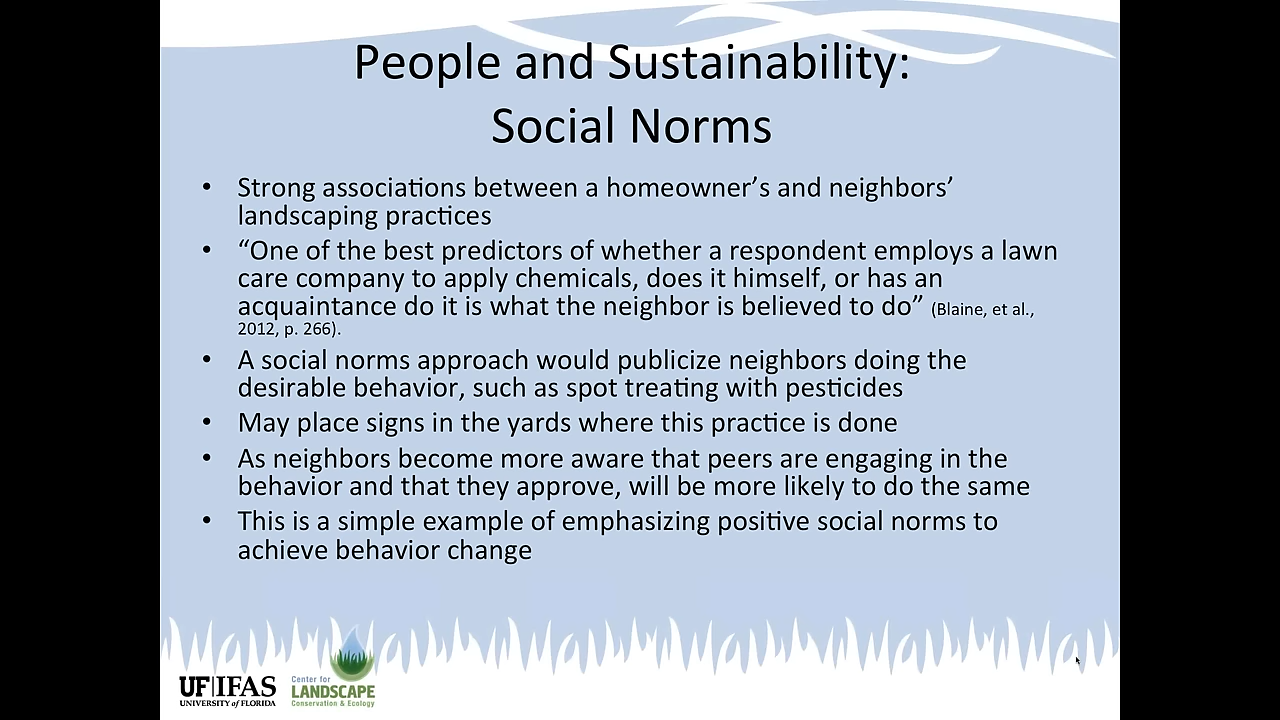 People and Sustainability:
Social Norms
• Strong associations between a homeowner’s and neighbors’
landscaping practices
• “One of the best predictors of whether a respondent employs a lawn
care company to apply chemicals, does it himself, or has an
acquaintance do it is what the neighbor is believed to do” (Blaine, et al.,
2012, p. 266).
• A social norms approach would publicize neighbors doing the
desirable behavior, such as spot treating with pesticides
• May place signs in the yards where this practice is done
• As neighbors become more aware that peers are engaging in the
behavior and that they approve, will be more likely to do the same
• This is a simple example of emphasizing positive social norms to
achieve behavior change
UF|IFAS
UNIVERSITY of FLORIDA
Center for
LANDSCAPE
Conservation & Ecology